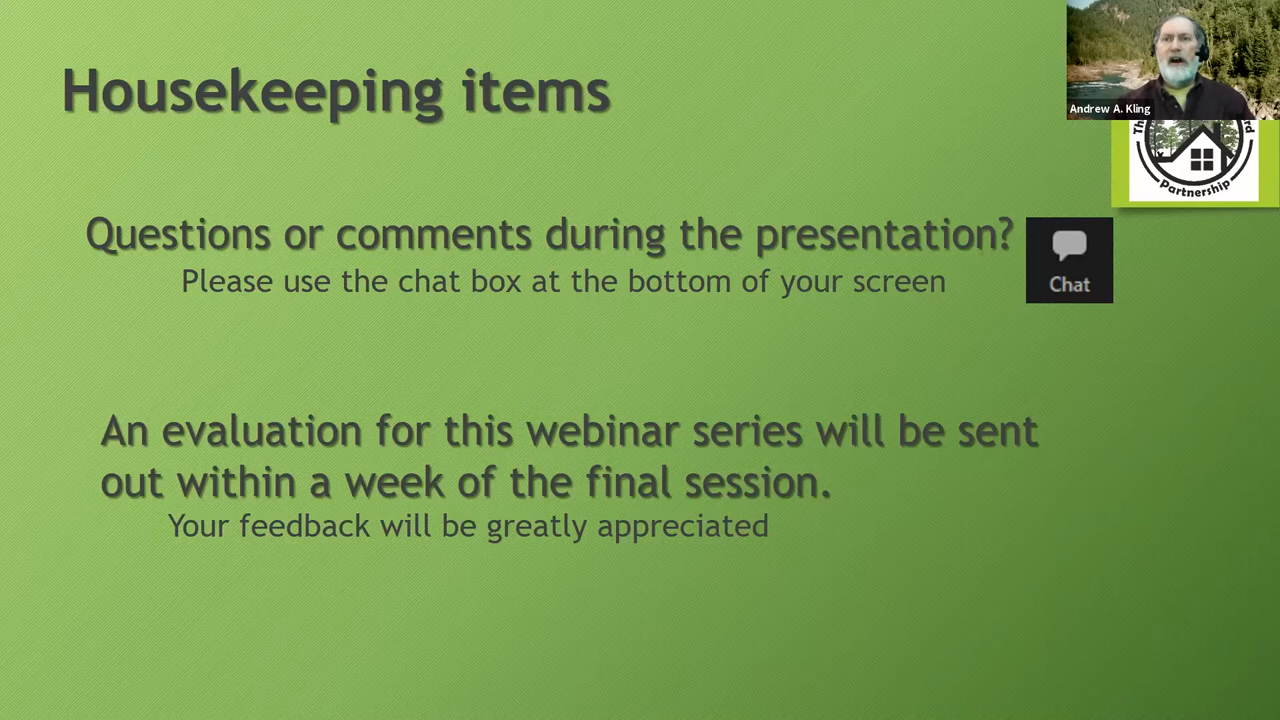 Housekeeping items
Andrew A. Kling
Partnership
Questions or comments during the presentation?
Please use the chat box at the bottom of your screen
Chat
An evaluation for this webinar series will be sent
out within a week of the final session.
Your feedback will be greatly appreciated